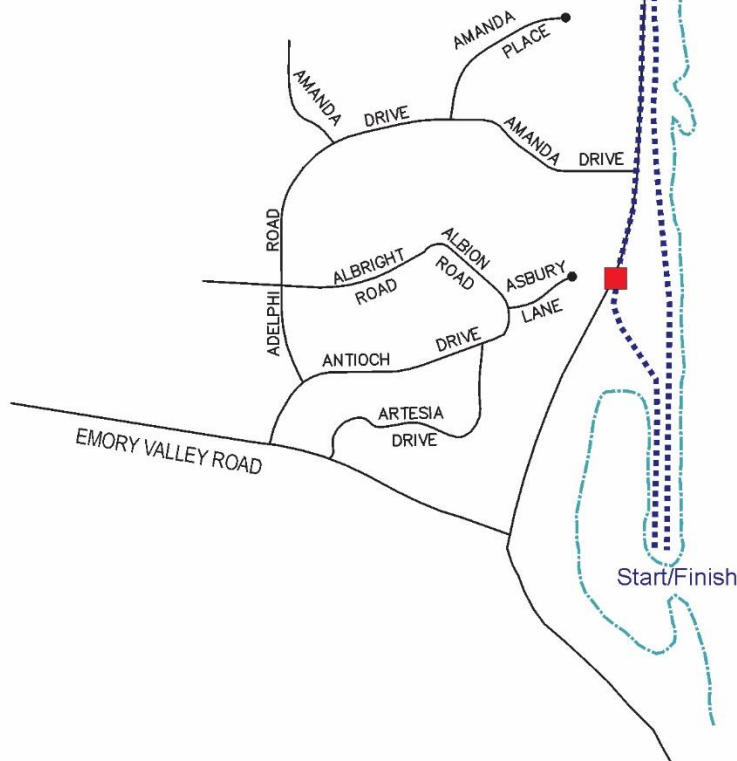 AMANDA
PLACE
AMANDA
DRIVE
AMANDA
DRIVE
ADELPHI ROAD
ALBRIGHT
ROAD
ALBION
ROAD
ASBURY
LANE
ANTIOCH
DRIVE
ARTESIA
DRIVE
EMORY VALLEY ROAD
Start/Finish